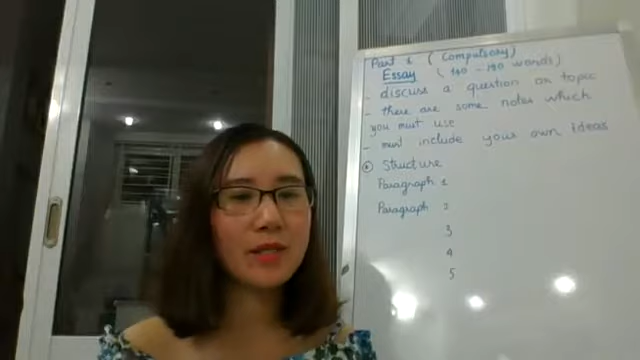 Part 1 (Compulsory)
Essay (140 - 190 words)
- discuss a question or topic
- there are some notes which
you must use
- must include your own ideas
* Structure
Paragraph 1
Paragraph 2
3
4
5